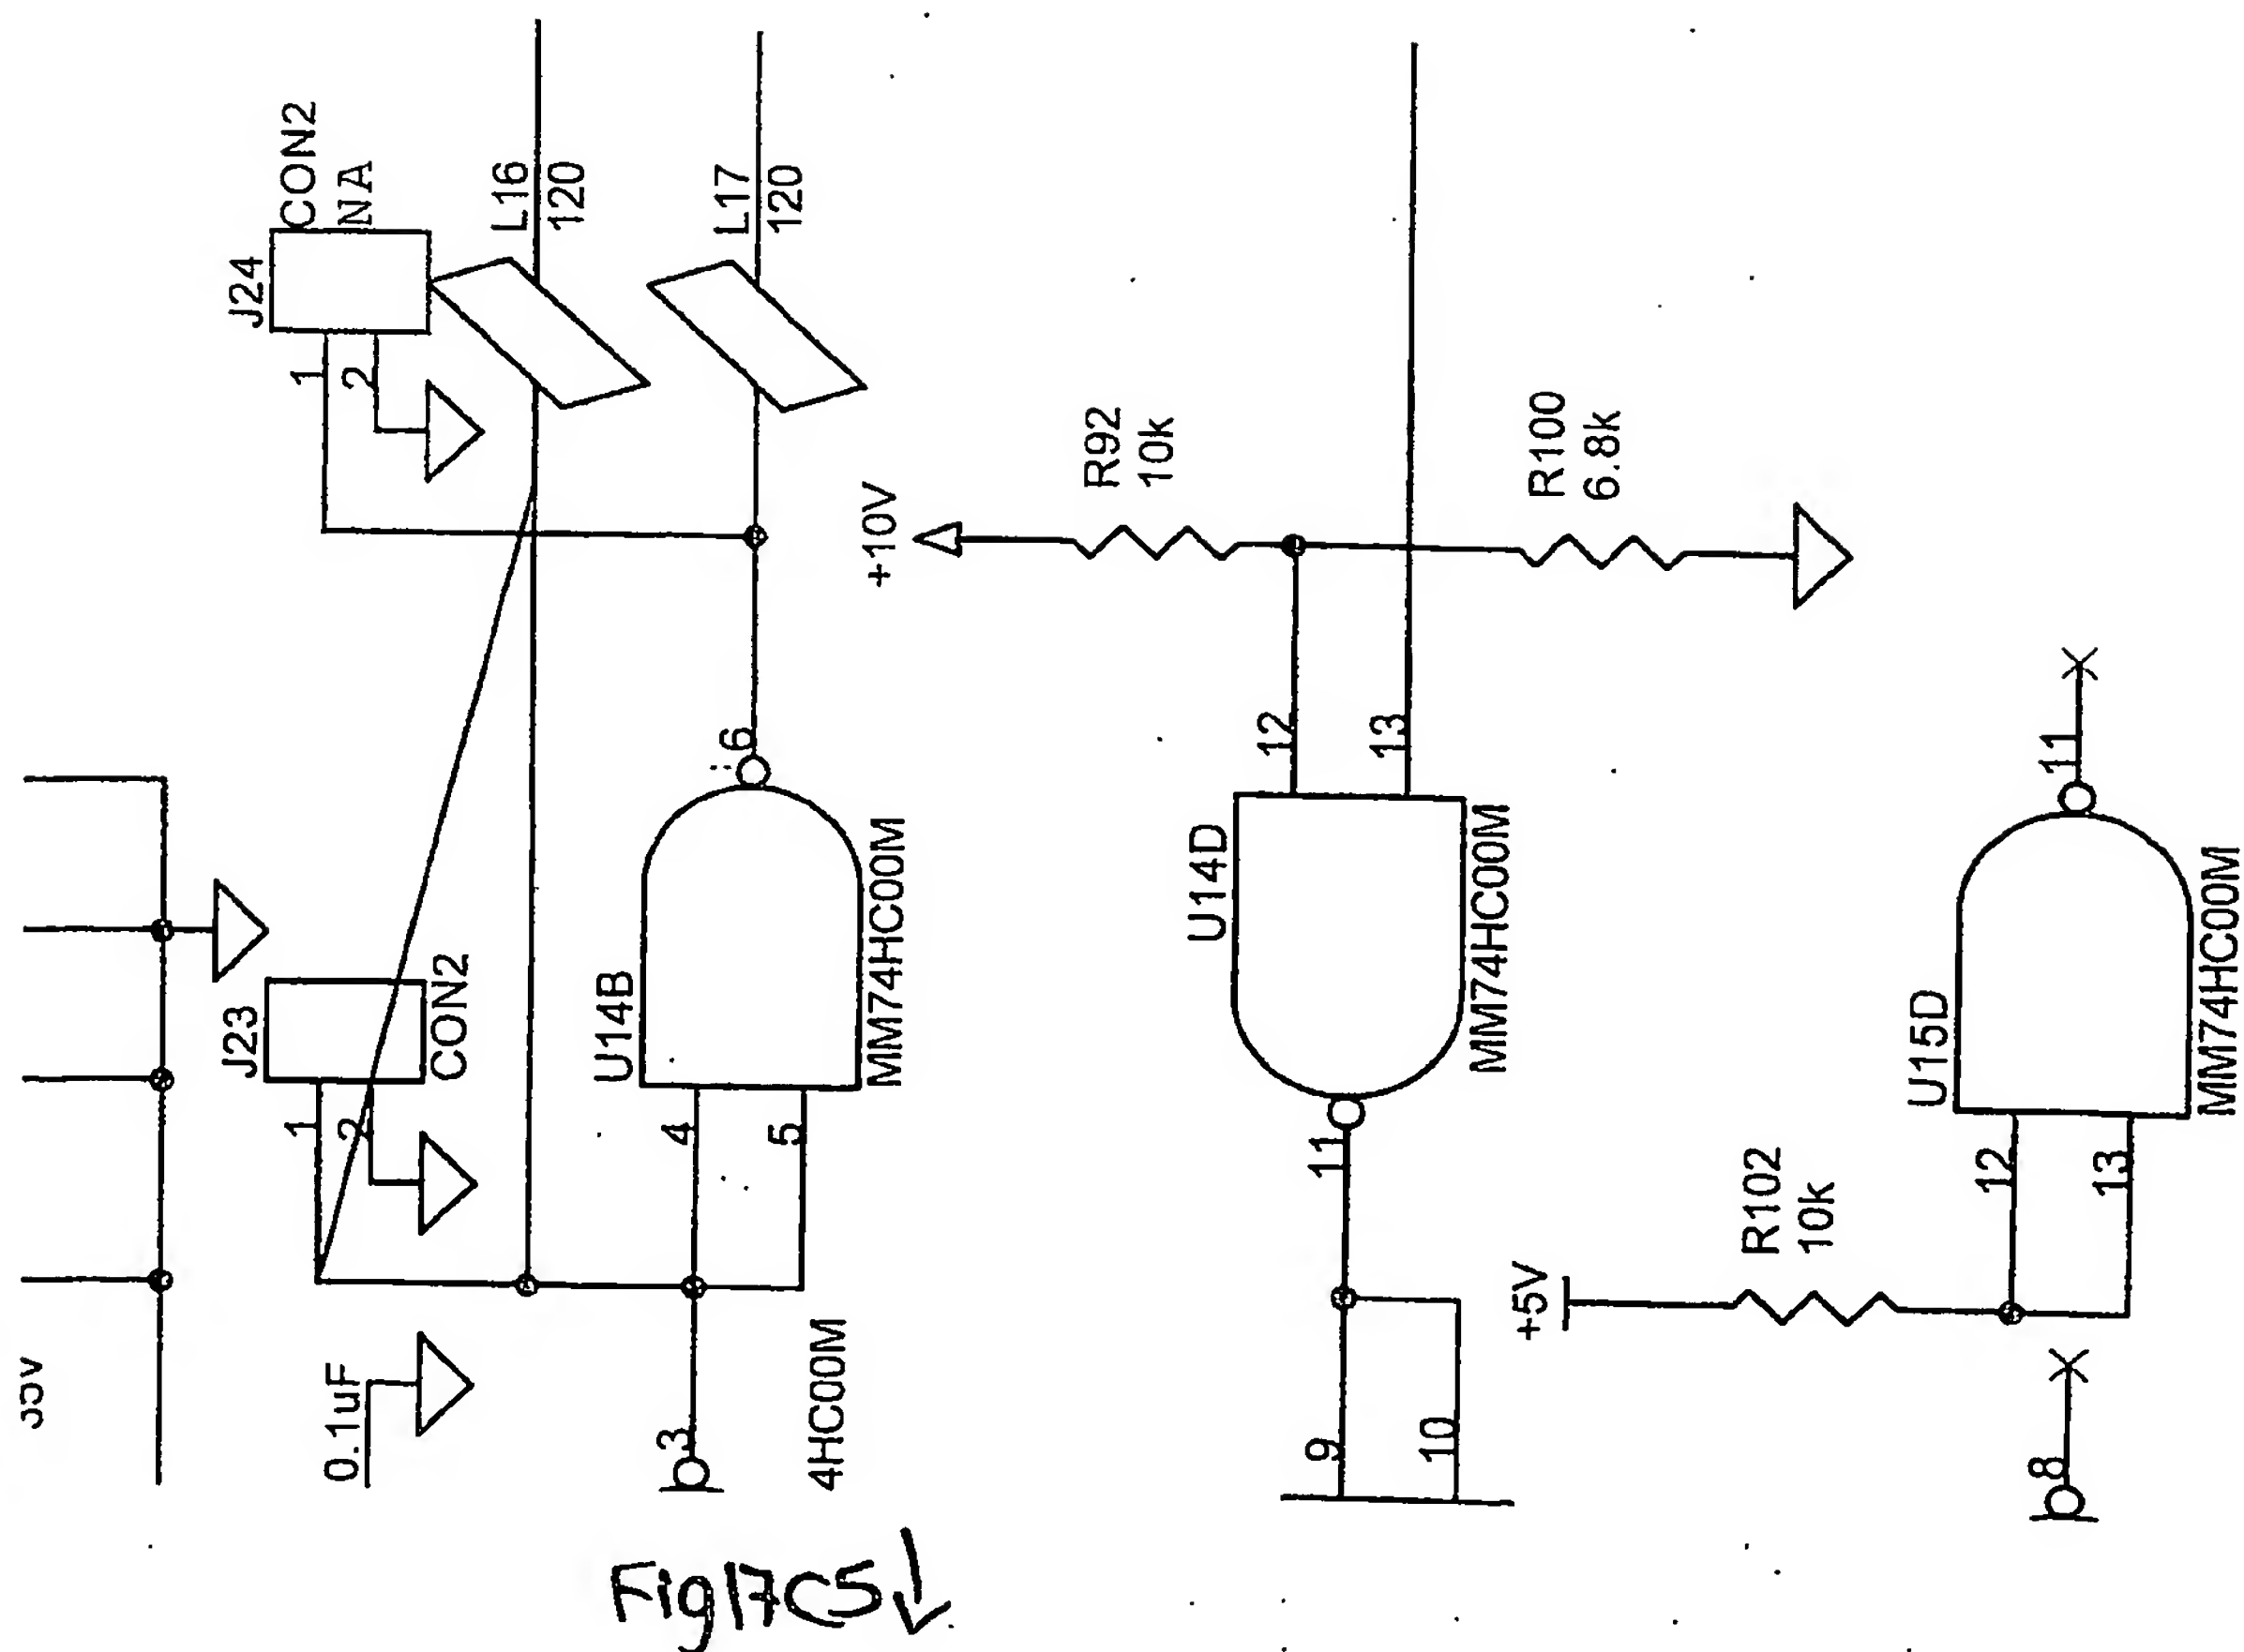 J24
CON2
NA
1
2
L16
120
L17
120
J23
CON2
1
2
0.1uF
U14B
MM74HC00M
4
5
6
3
4HC00M
+10V
R92
10k
R100
6.8k
12
13
U14D
MM74HC00M
11
9
10
+5V
R102
10k
U15D
MM74HC00M
12
13
11
8
Fig17C5